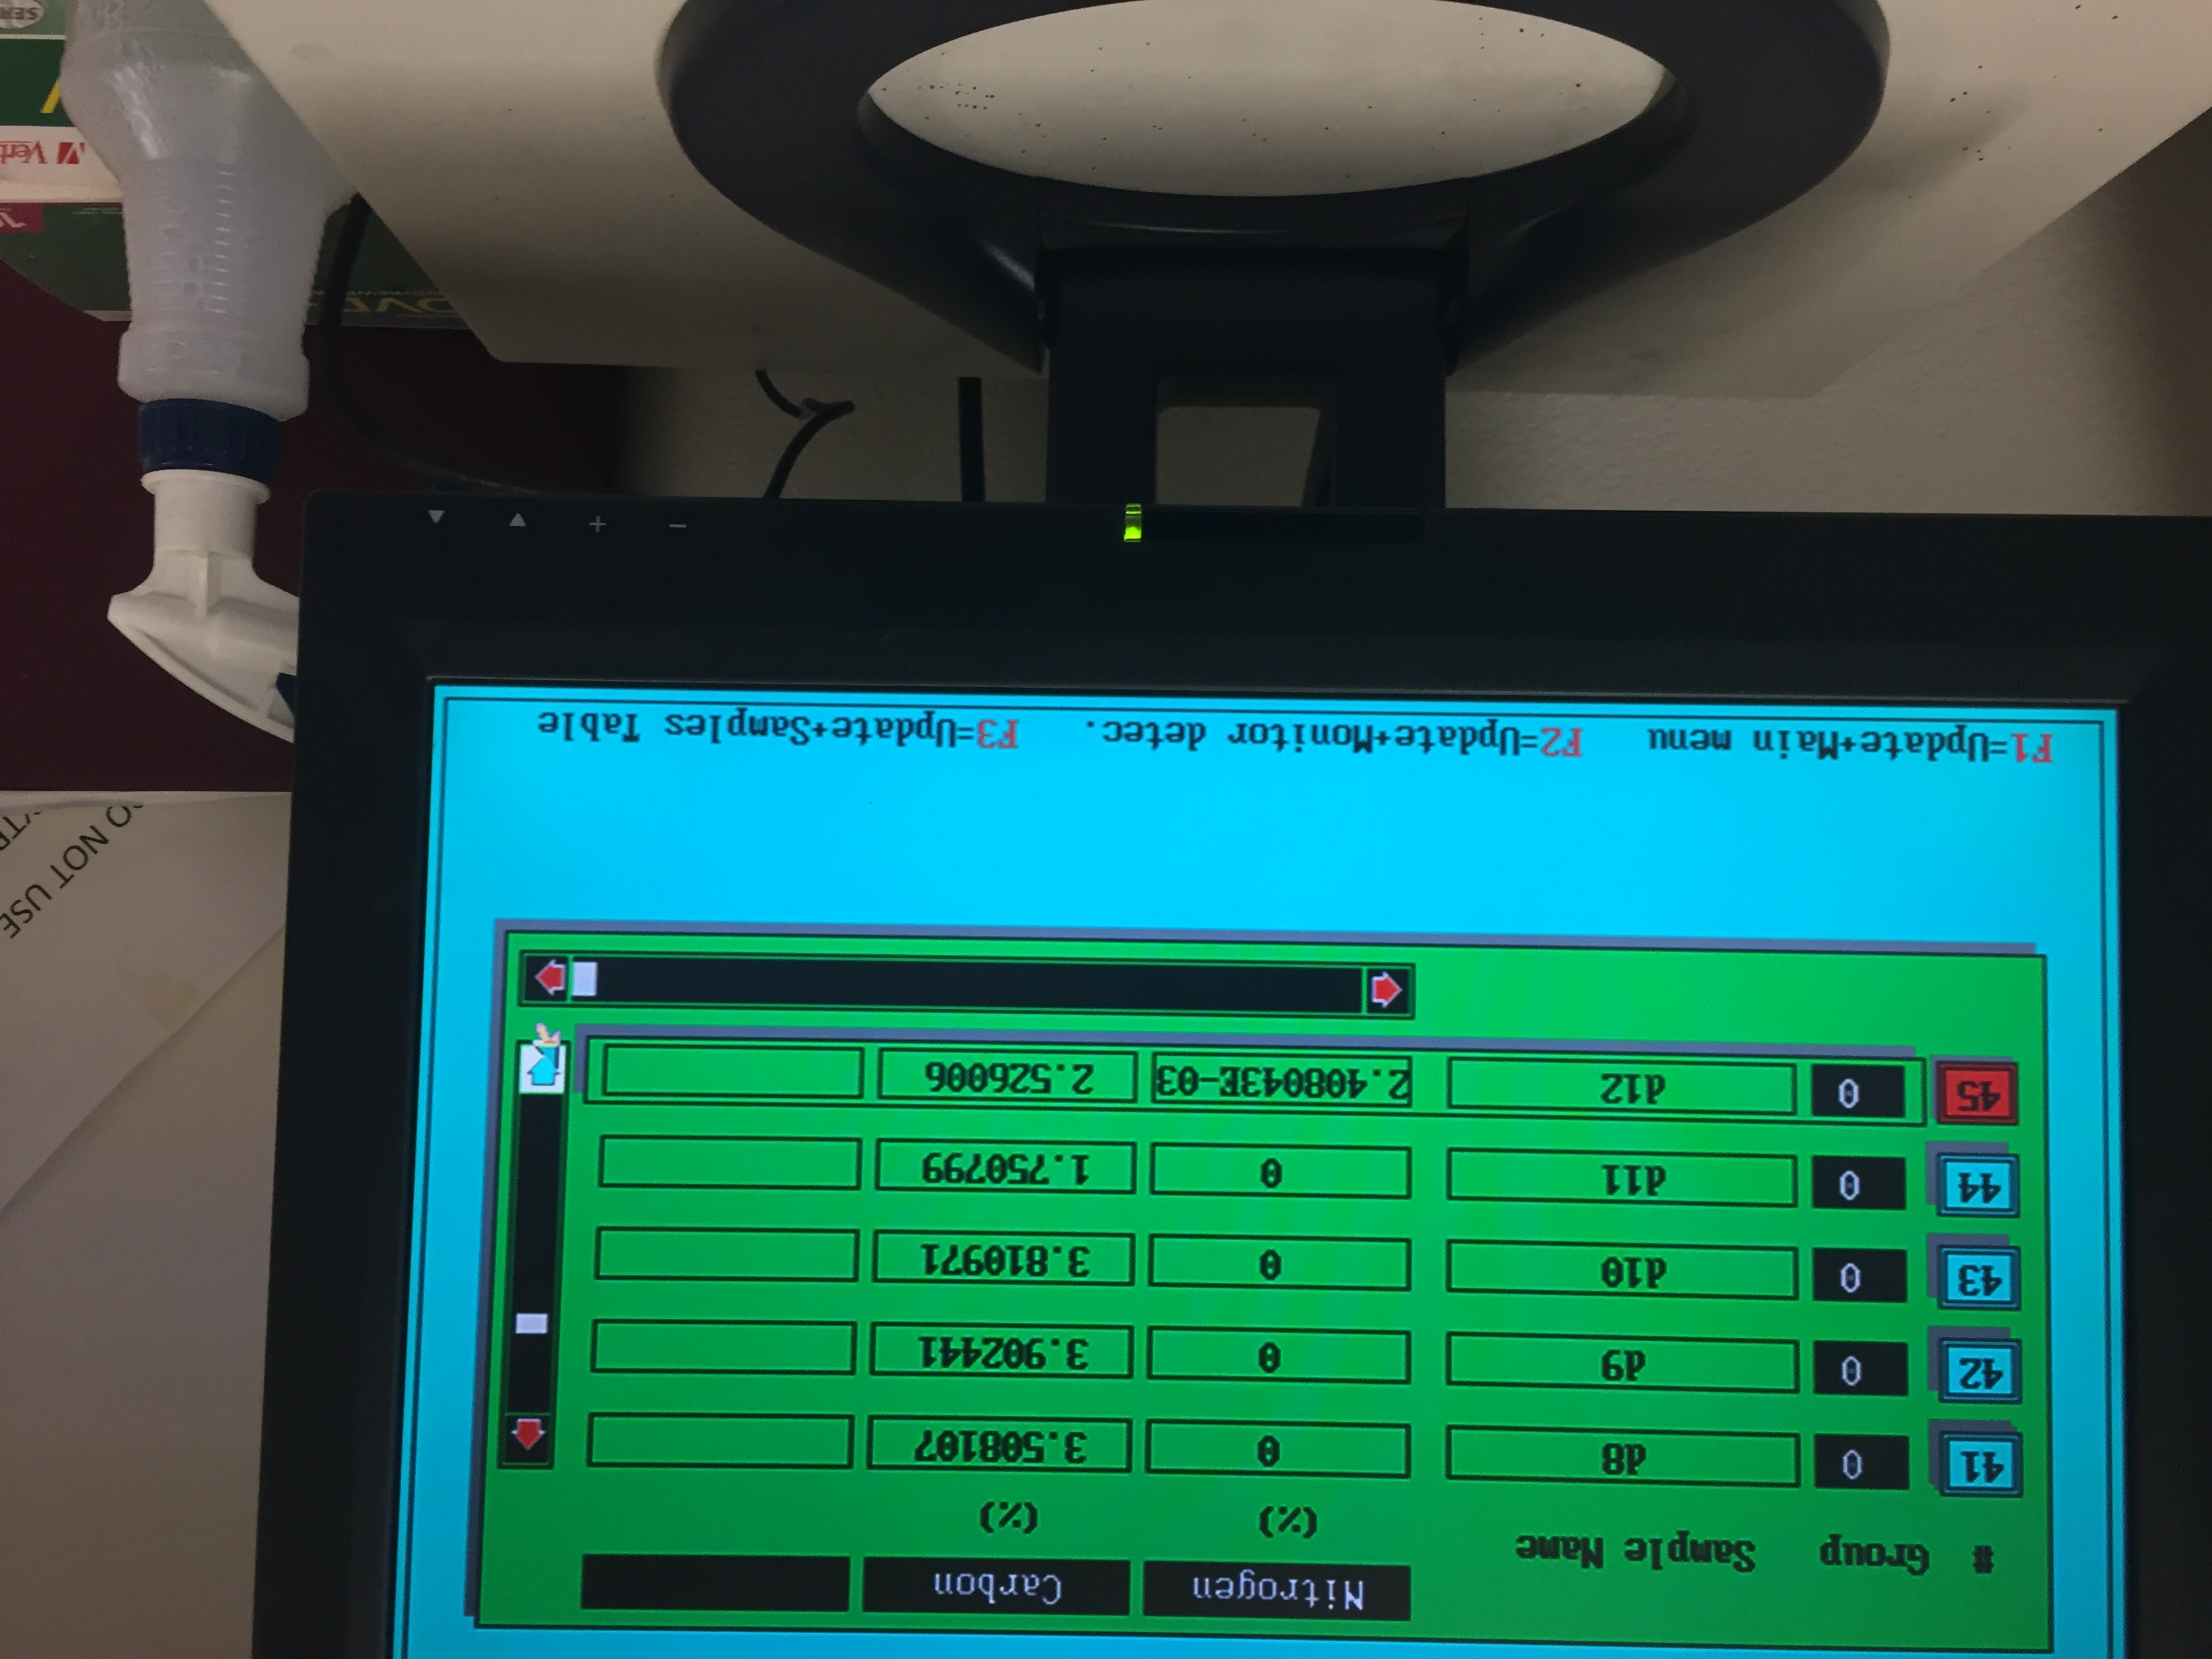 Nitrogen Carbon
# Group Sample Name
(%) (%)
41 0 d8 0 3.508107
42 0 d9 0 3.902441
43 0 d10 0 3.810971
44 0 d11 0 1.750799
45 0 d12 2.408043E-03 2.526006
F1=Update+Main menu F2=Update+Monitor detec. F3=Update+Samples Table
- + ▼ ▲
DO NOT USE